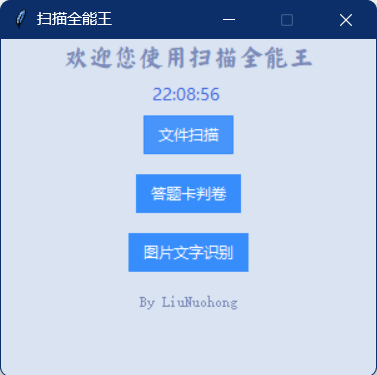 扫描全能王
欢迎您使用扫描全能王
22:08:56
文件扫描
答题卡判卷
图片文字识别
By LiuNuohong